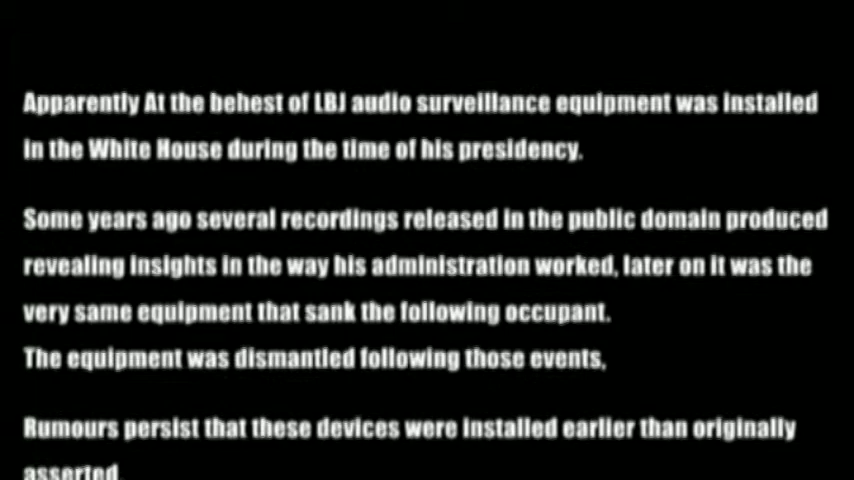 Apparently At the behest of LBJ audio surveillance equipment was installed
in the White House during the time of his presidency.
Some years ago several recordings released in the public domain produced
revealing insights in the way his administration worked, later on it was the
very same equipment that sank the following occupant.
The equipment was dismantled following those events,
Rumours persist that these devices were installed earlier than originally
asserted